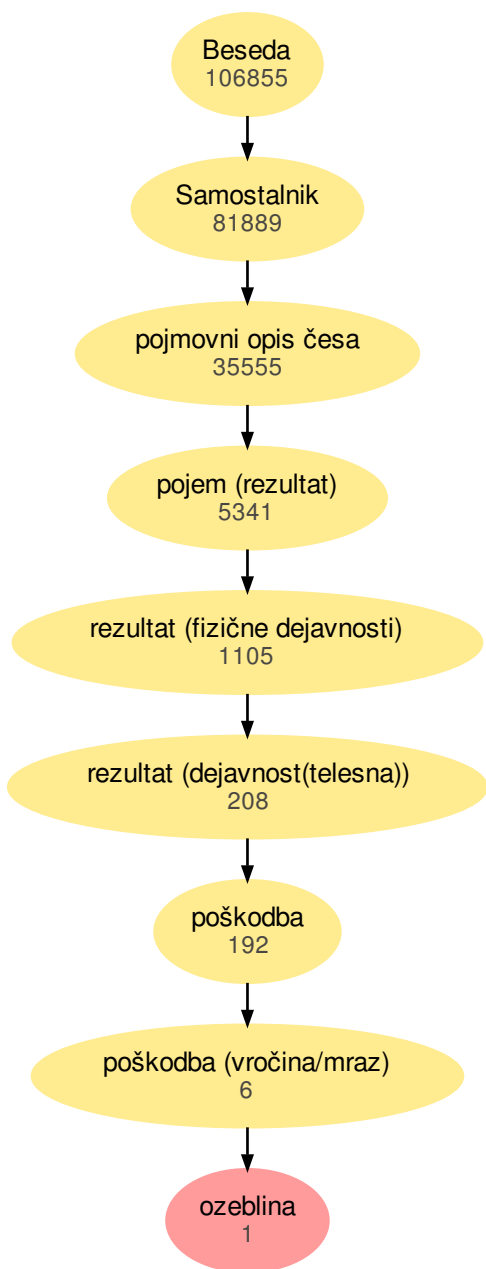 Beseda
106855
Samostalnik
81889
pojmovni opis česa
35555
pojem (rezultat)
5341
rezultat (fizične dejavnosti)
1105
rezultat (dejavnost(telesna))
208
poškodba
192
poškodba (vročina/mraz)
6
ozeblina
1